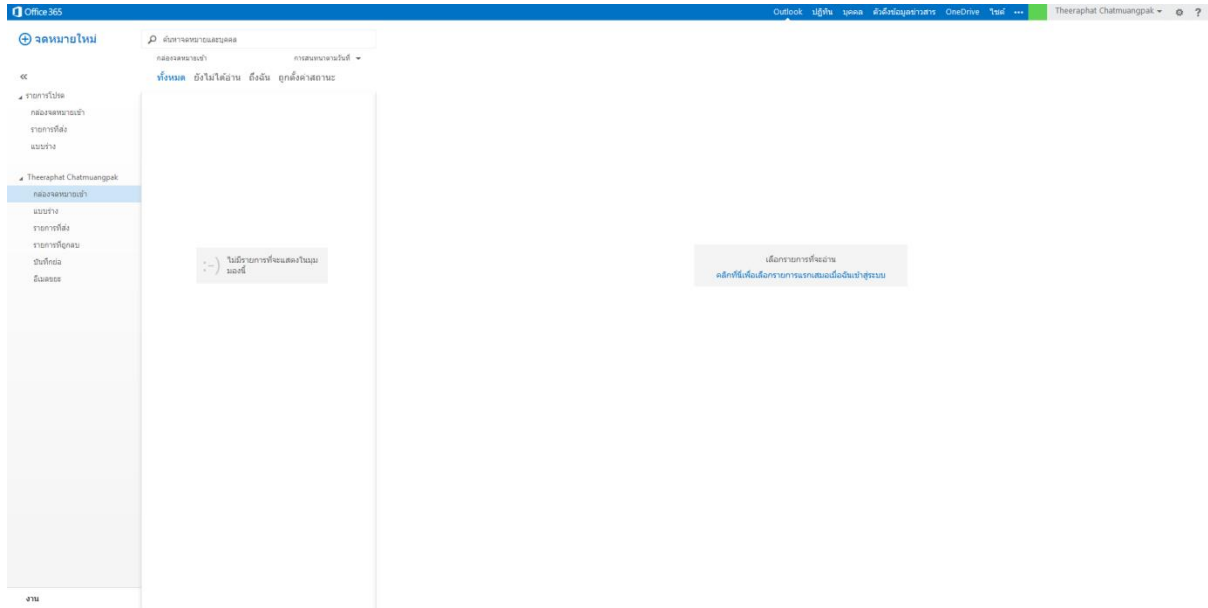 Office 365
Outlook ปฏิทิน บุคคล ตัวดึงข้อมูลข่าวสาร OneDrive ไซต์ ••• Theeraphat Chatmuangpak ?
จดหมายใหม่
ค้นหาจดหมายและบุคคล
กล่องจดหมายเข้า การสนทนาตามวันที่
ทั้งหมด ยังไม่ได้อ่าน ถึงฉัน ถูกตั้งค่าสถานะ
«
รายการโปรด
กล่องจดหมายเข้า
รายการที่ส่ง
แบบร่าง
Theeraphat Chatmuangpak
กล่องจดหมายเข้า
แบบร่าง
รายการที่ส่ง
รายการที่ถูกลบ
บันทึกย่อ
อีเมลขยะ
งาน
:-) ไม่มีรายการที่จะแสดงในมุม
มองนี้
เลือกรายการที่จะอ่าน
คลิกที่นี่เพื่อเลือกรายการแรกเสมอเมื่อฉันเข้าสู่ระบบ